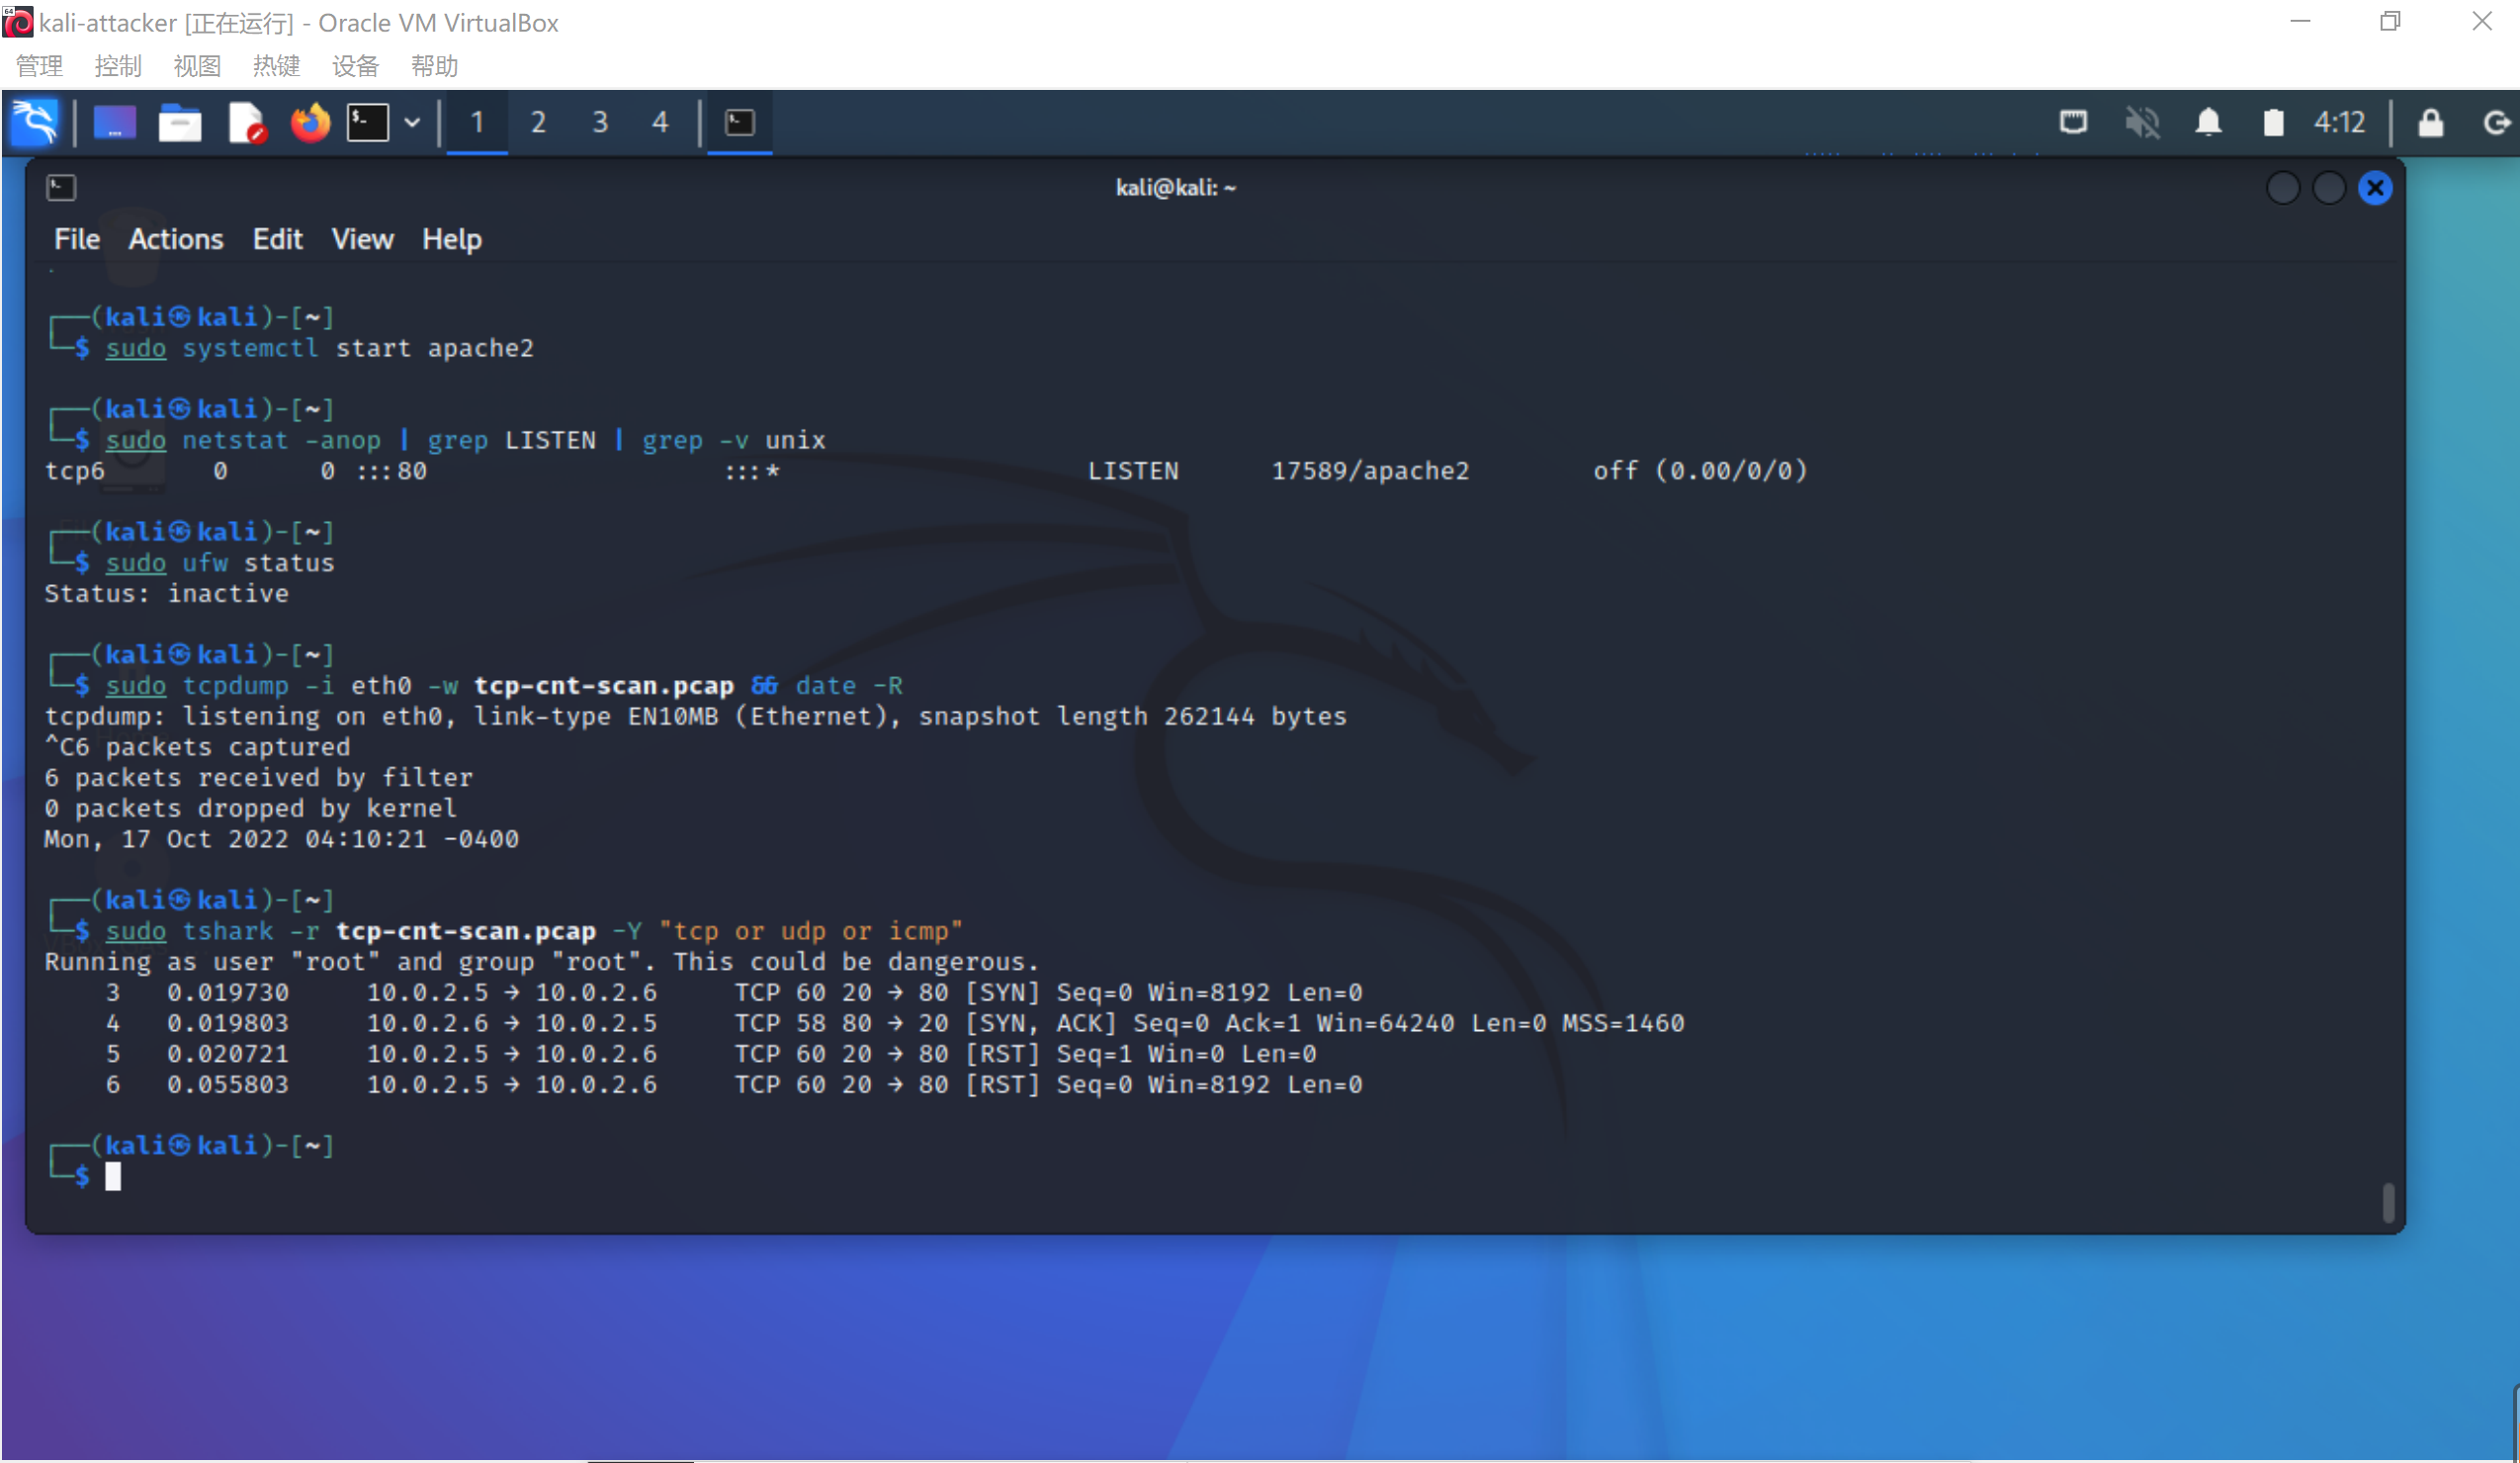 kali-attacker [正在运行] - Oracle VM VirtualBox
管理 控制 视图 热键 设备 帮助
1 2 3 4 4:12
kali@kali: ~
File Actions Edit View Help
┌──(kali㉿kali)-[~]
└─$ sudo systemctl start apache2
┌──(kali㉿kali)-[~]
└─$ sudo netstat -anop | grep LISTEN | grep -v unix
tcp6 0 0 :::80 :::* LISTEN 17589/apache2 off (0.00/0/0)
┌──(kali㉿kali)-[~]
└─$ sudo ufw status
Status: inactive
┌──(kali㉿kali)-[~]
└─$ sudo tcpdump -i eth0 -w tcp-cnt-scan.pcap && date -R
tcpdump: listening on eth0, link-type EN10MB (Ethernet), snapshot length 262144 bytes
^C6 packets captured
6 packets received by filter
0 packets dropped by kernel
Mon, 17 Oct 2022 04:10:21 -0400
┌──(kali㉿kali)-[~]
└─$ sudo tshark -r tcp-cnt-scan.pcap -Y "tcp or udp or icmp"
Running as user "root" and group "root". This could be dangerous.
3 0.019730 10.0.2.5 → 10.0.2.6 TCP 60 20 → 80 [SYN] Seq=0 Win=8192 Len=0
4 0.019803 10.0.2.6 → 10.0.2.5 TCP 58 80 → 20 [SYN, ACK] Seq=0 Ack=1 Win=64240 Len=0 MSS=1460
5 0.020721 10.0.2.5 → 10.0.2.6 TCP 60 20 → 80 [RST] Seq=1 Win=0 Len=0
6 0.055803 10.0.2.5 → 10.0.2.6 TCP 60 20 → 80 [RST] Seq=0 Win=8192 Len=0
┌──(kali㉿kali)-[~]
└─$